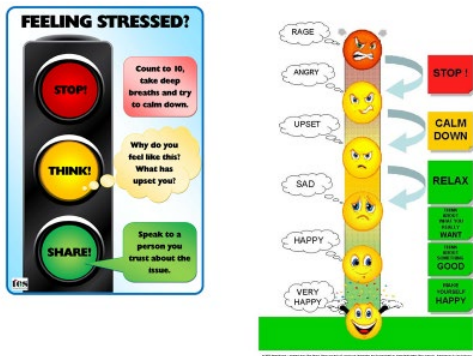 FEELING STRESSED?
STOP!
Count to 10,
take deep
breaths and try
to calm down.
THINK!
Why do you
feel like this?
What has
upset you?
SHARE!
Speak to a
person you
trust about the
issue.
tes
RAGE
ANGRY
UPSET
SAD
HAPPY
VERY
HAPPY
STOP !
CALM
DOWN
RELAX
THINK
ABOUT
WHAT YOU
REALLY
WANT
THINK
ABOUT
SOMETHING
GOOD
MAKE
YOURSELF
HAPPY